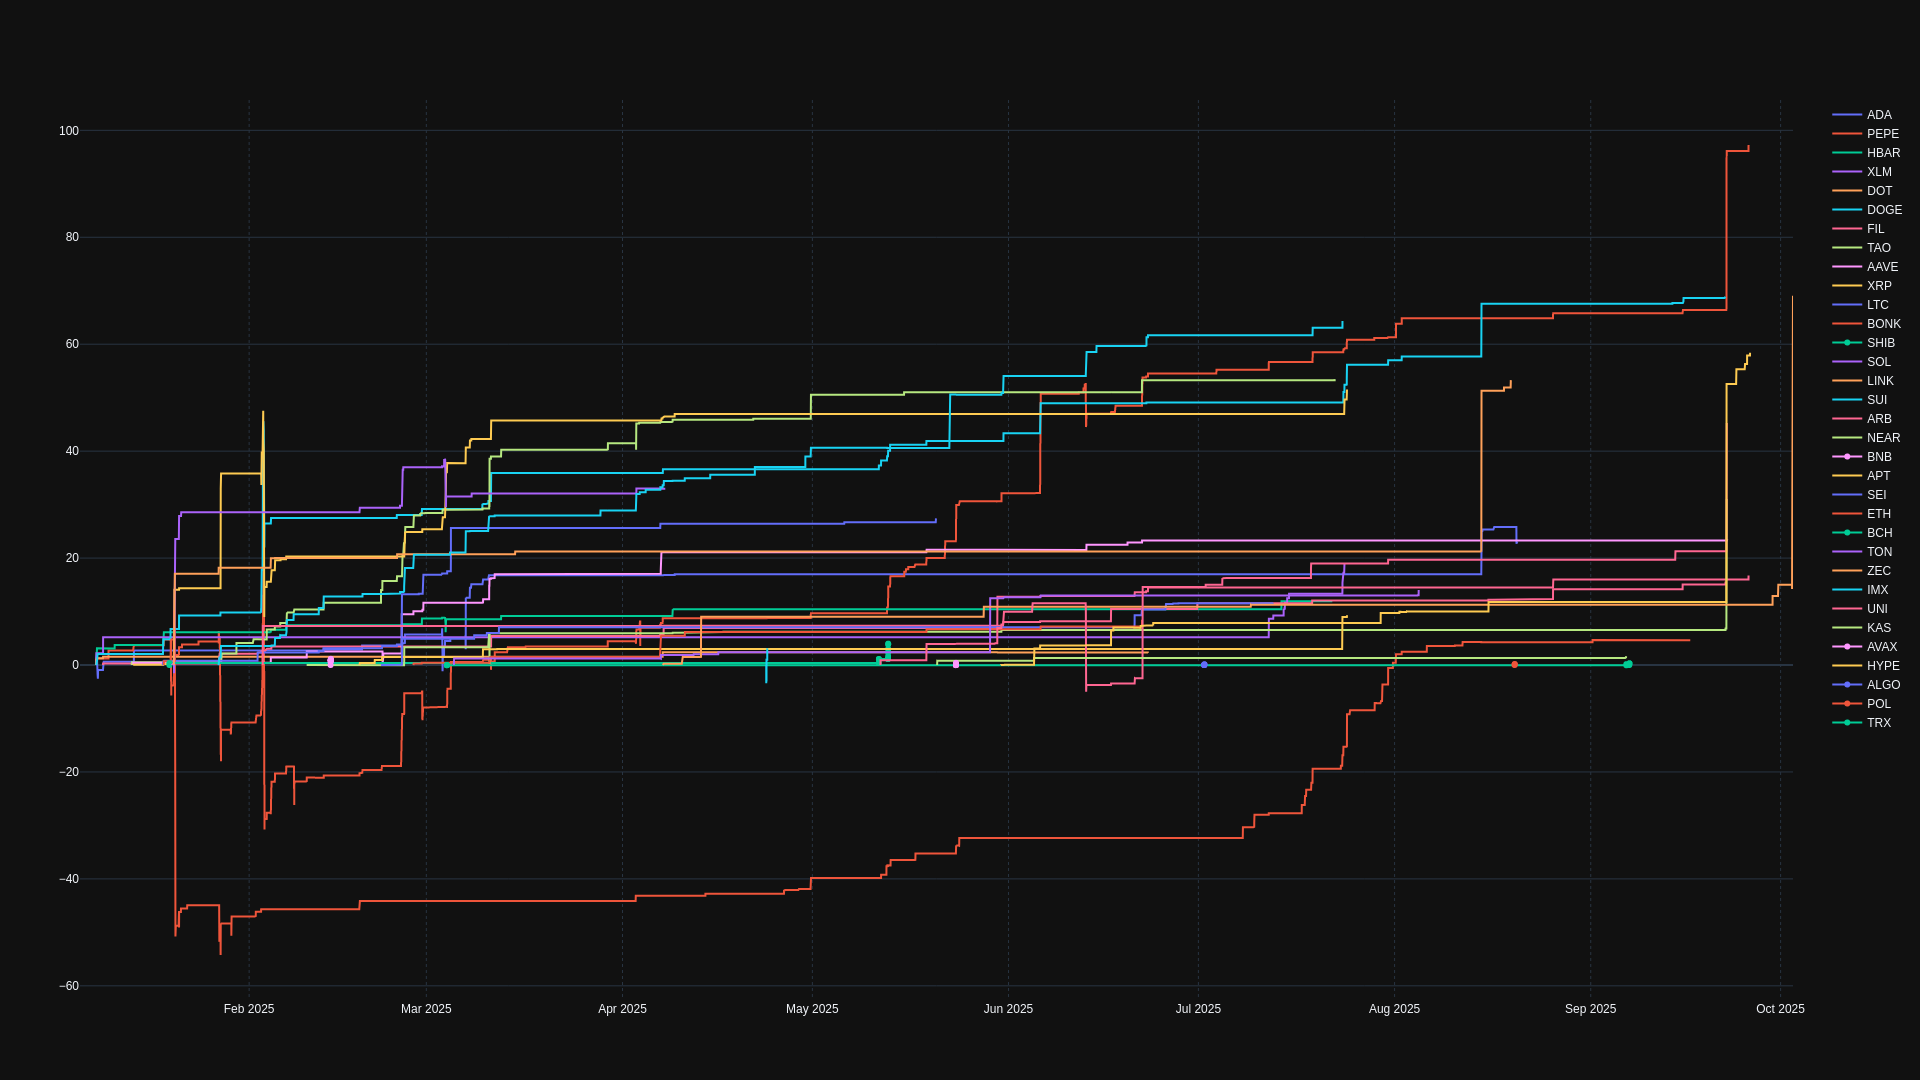 100
80
60
40
20
0
−20
−40
−60
Feb 2025
Mar 2025
Apr 2025
May 2025
Jun 2025
Jul 2025
Aug 2025
Sep 2025
Oct 2025
ADA
PEPE
HBAR
XLM
DOT
DOGE
FIL
TAO
AAVE
XRP
LTC
BONK
SHIB
SOL
LINK
SUI
ARB
NEAR
BNB
APT
SEI
ETH
BCH
TON
ZEC
IMX
UNI
KAS
AVAX
HYPE
ALGO
POL
TRX